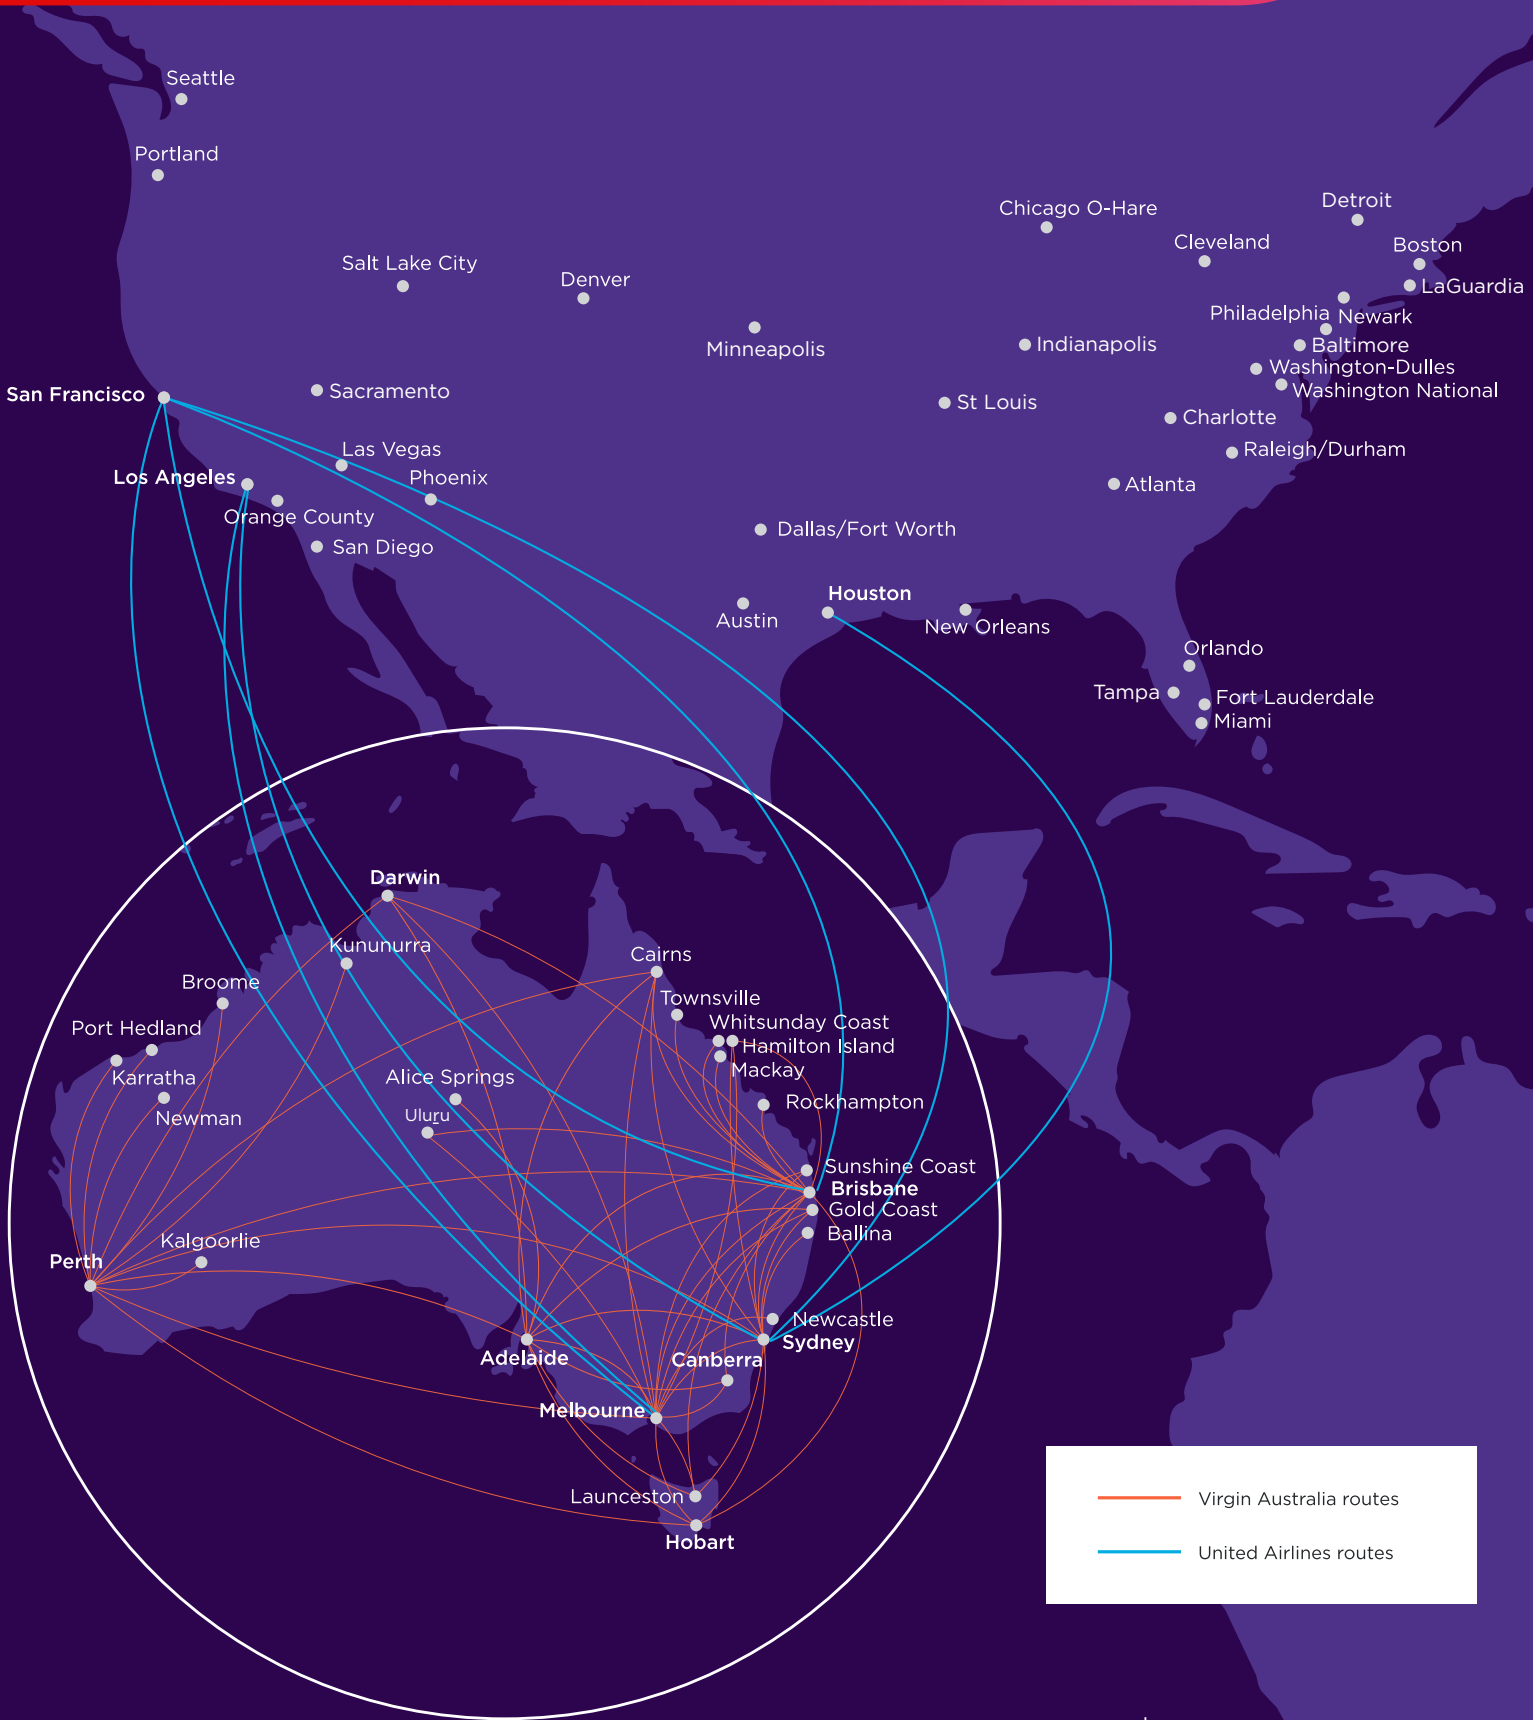 Seattle
Portland
Chicago O-Hare
Detroit
Cleveland
Boston
Salt Lake City
Denver
LaGuardia
Philadelphia
Newark
Minneapolis
Indianapolis
Baltimore
Washington-Dulles
Washington National
San Francisco
Sacramento
St Louis
Charlotte
Las Vegas
Raleigh/Durham
Los Angeles
Phoenix
Atlanta
Orange County
Dallas/Fort Worth
San Diego
Houston
Austin
New Orleans
Orlando
Tampa
Fort Lauderdale
Miami
Darwin
Kununurra
Cairns
Broome
Townsville
Port Hedland
Whitsunday Coast
Hamilton Island
Mackay
Karratha
Alice Springs
Newman
Uluru
Rockhampton
Sunshine Coast
Brisbane
Gold Coast
Ballina
Kalgoorlie
Perth
Newcastle
Sydney
Adelaide
Canberra
Melbourne
Launceston
Hobart
Virgin Australia routes
United Airlines routes